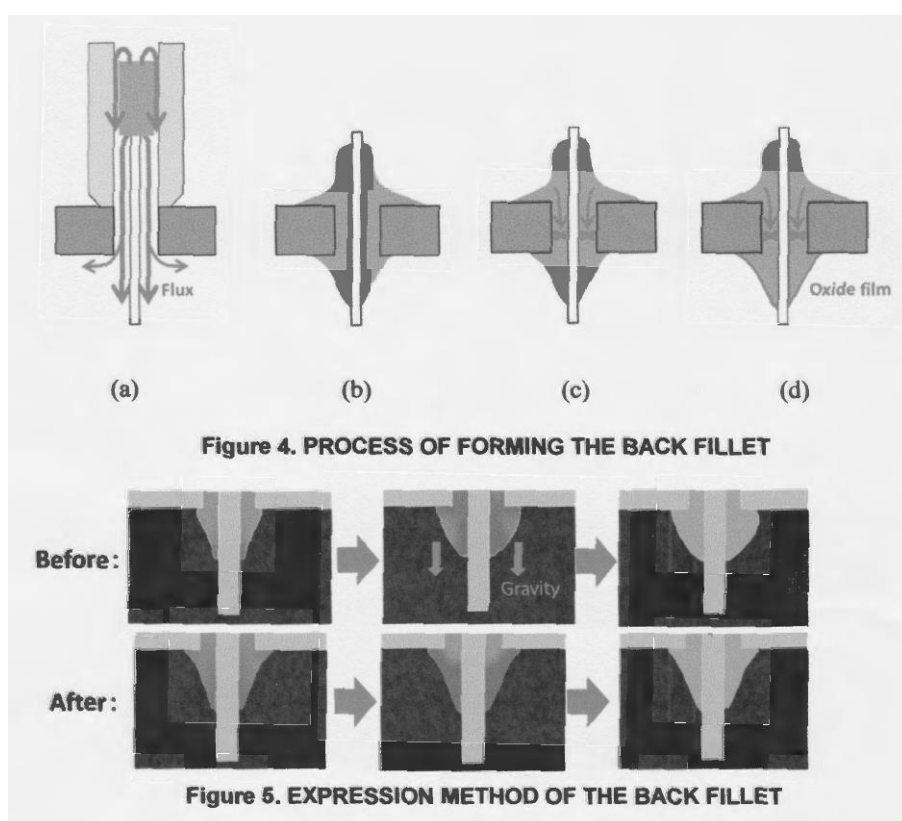 Flux
Oxide film
(a) (b) (c) (d)
Figure 4. PROCESS OF FORMING THE BACK FILLET
Before:
Gravity
After:
Figure 5. EXPRESSION METHOD OF THE BACK FILLET